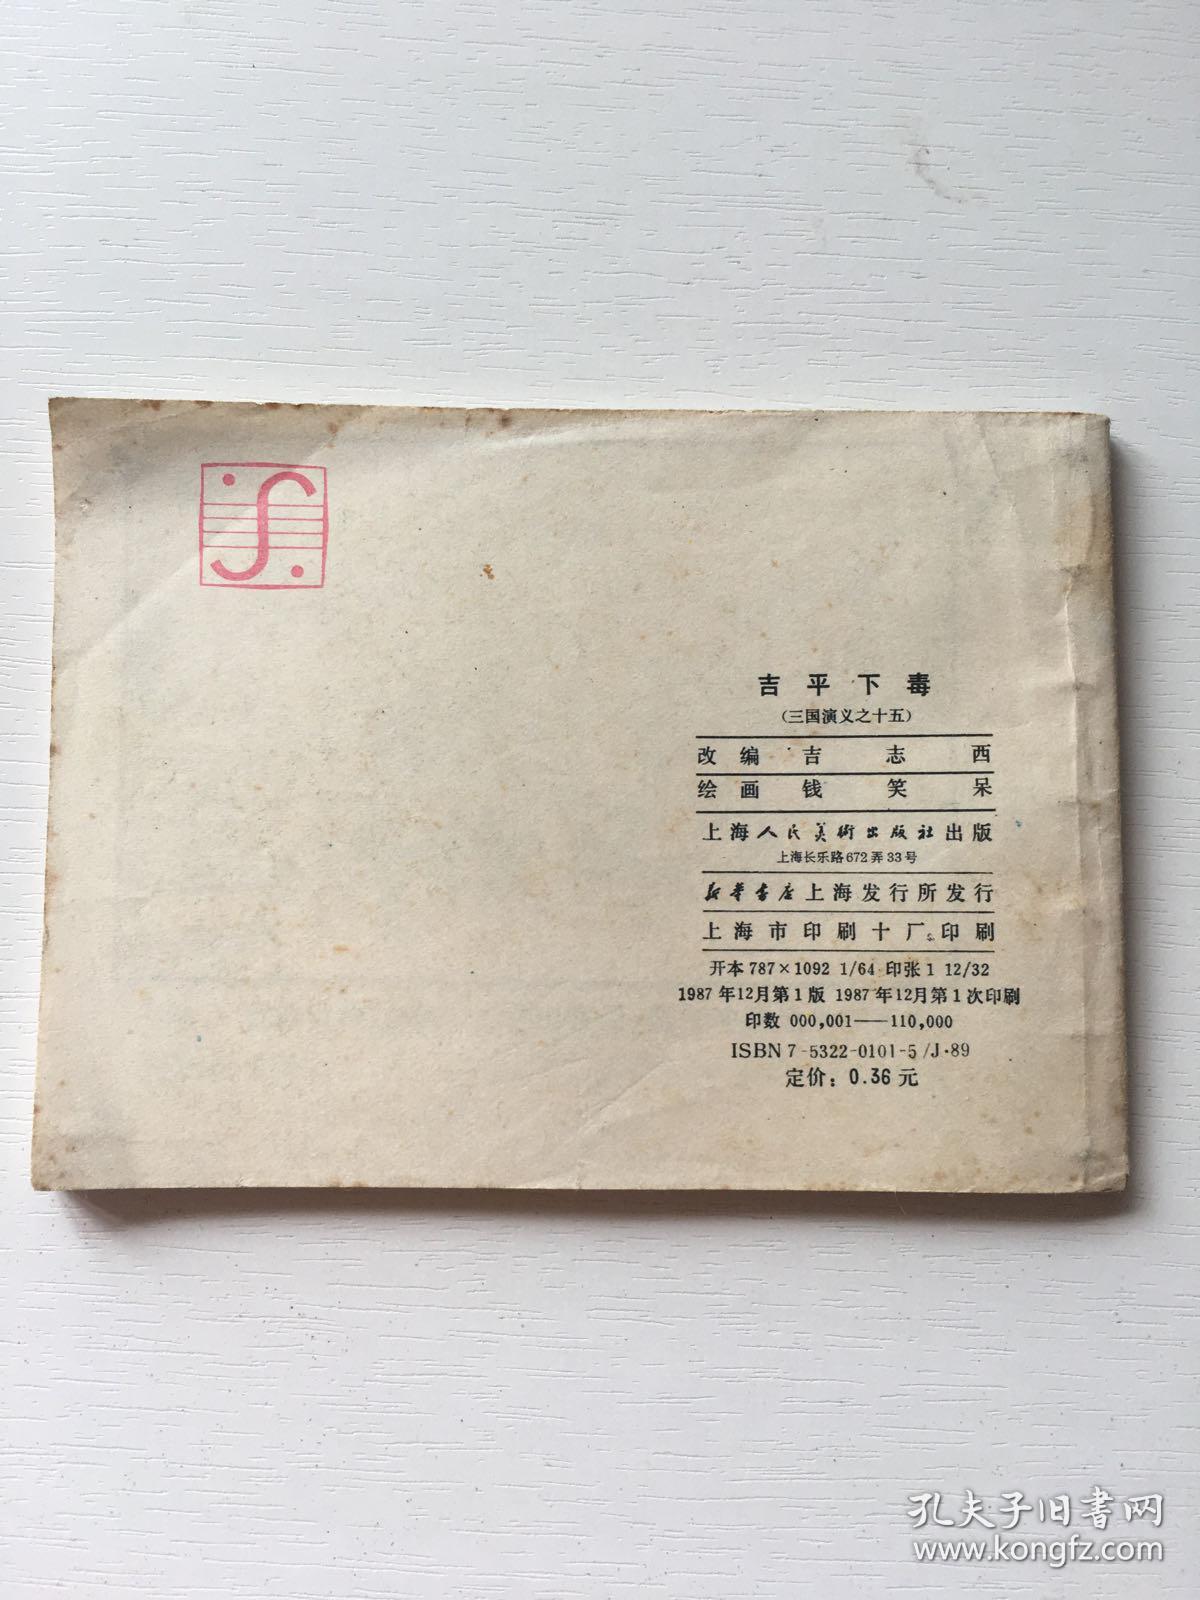 吉平下毒
（三国演义之十五）
改编 吉志西
绘画 钱笑呆
上海人民美術出版社出版
上海长乐路672弄33号
新华书店上海发行所发行
上海市印刷十厂印刷
开本 787×1092 1/64 印张 1 12/32
1987年12月第1版 1987年12月第1次印刷
印数 000,001——110,000
ISBN 7-5322-0101-5/J·89
定价：0.36元
孔夫子旧书网
www.kongfz.com